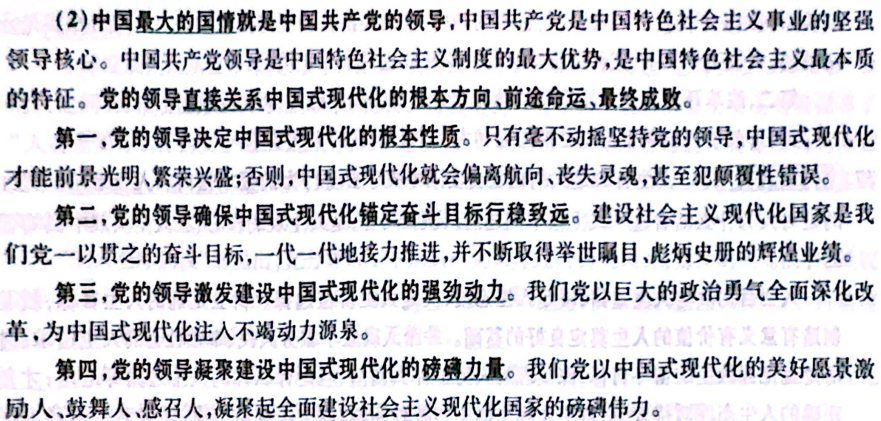 (2)中国最大的国情就是中国共产党的领导,中国共产党是中国特色社会主义事业的坚强
领导核心。中国共产党领导是中国特色社会主义制度的最大优势,是中国特色社会主义最本质
的特征。党的领导直接关系中国式现代化的根本方向、前途命运、最终成败。
第一,党的领导决定中国式现代化的根本性质。只有毫不动摇坚持党的领导,中国式现代化
才能前景光明、繁荣兴盛;否则,中国式现代化就会偏离航向、丧失灵魂,甚至犯颠覆性错误。
第二,党的领导确保中国式现代化锚定奋斗目标行稳致远。建设社会主义现代化国家是我
们党一以贯之的奋斗目标,一代一代地接力推进,并不断取得举世瞩目、彪炳史册的辉煌业绩。
第三,党的领导激发建设中国式现代化的强劲动力。我们党以巨大的政治勇气全面深化改
革,为中国式现代化注入不竭动力源泉。
第四,党的领导凝聚建设中国式现代化的磅礴力量。我们党以中国式现代化的美好愿景激
励人、鼓舞人、感召人,凝聚起全面建设社会主义现代化国家的磅礴伟力。